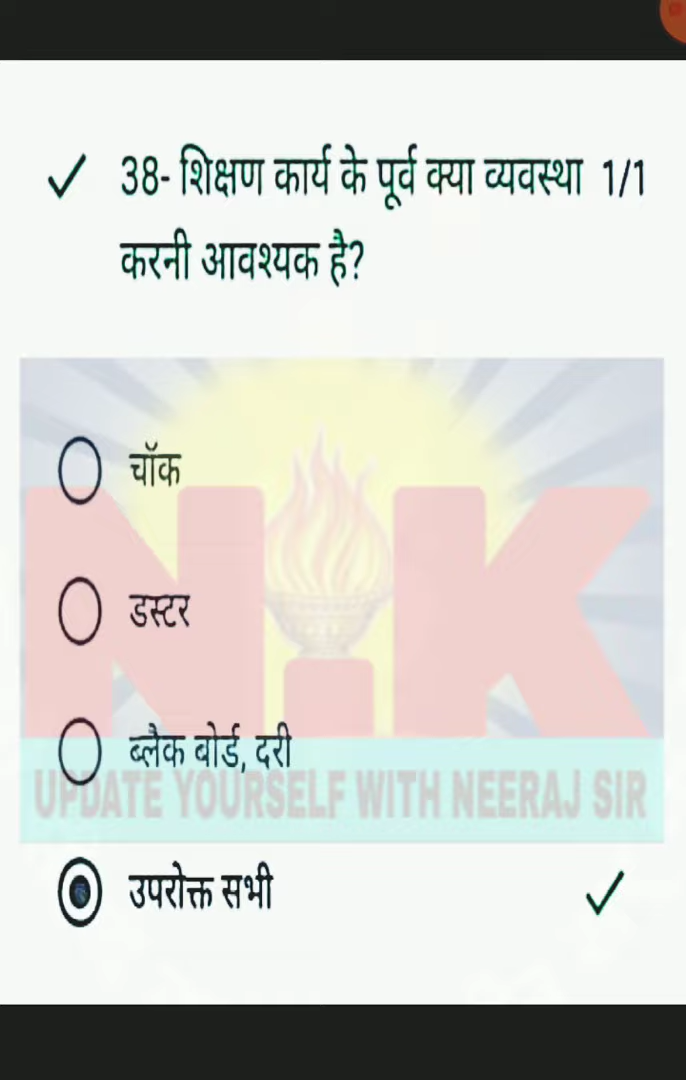 38- शिक्षण कार्य के पूर्व क्या व्यवस्था 1/1
करनी आवश्यक है?
चॉक
डस्टर
ब्लैक बोर्ड, दरी
N.K
UPDATE YOURSELF WITH NEERAJ SIR
उपरोक्त सभी